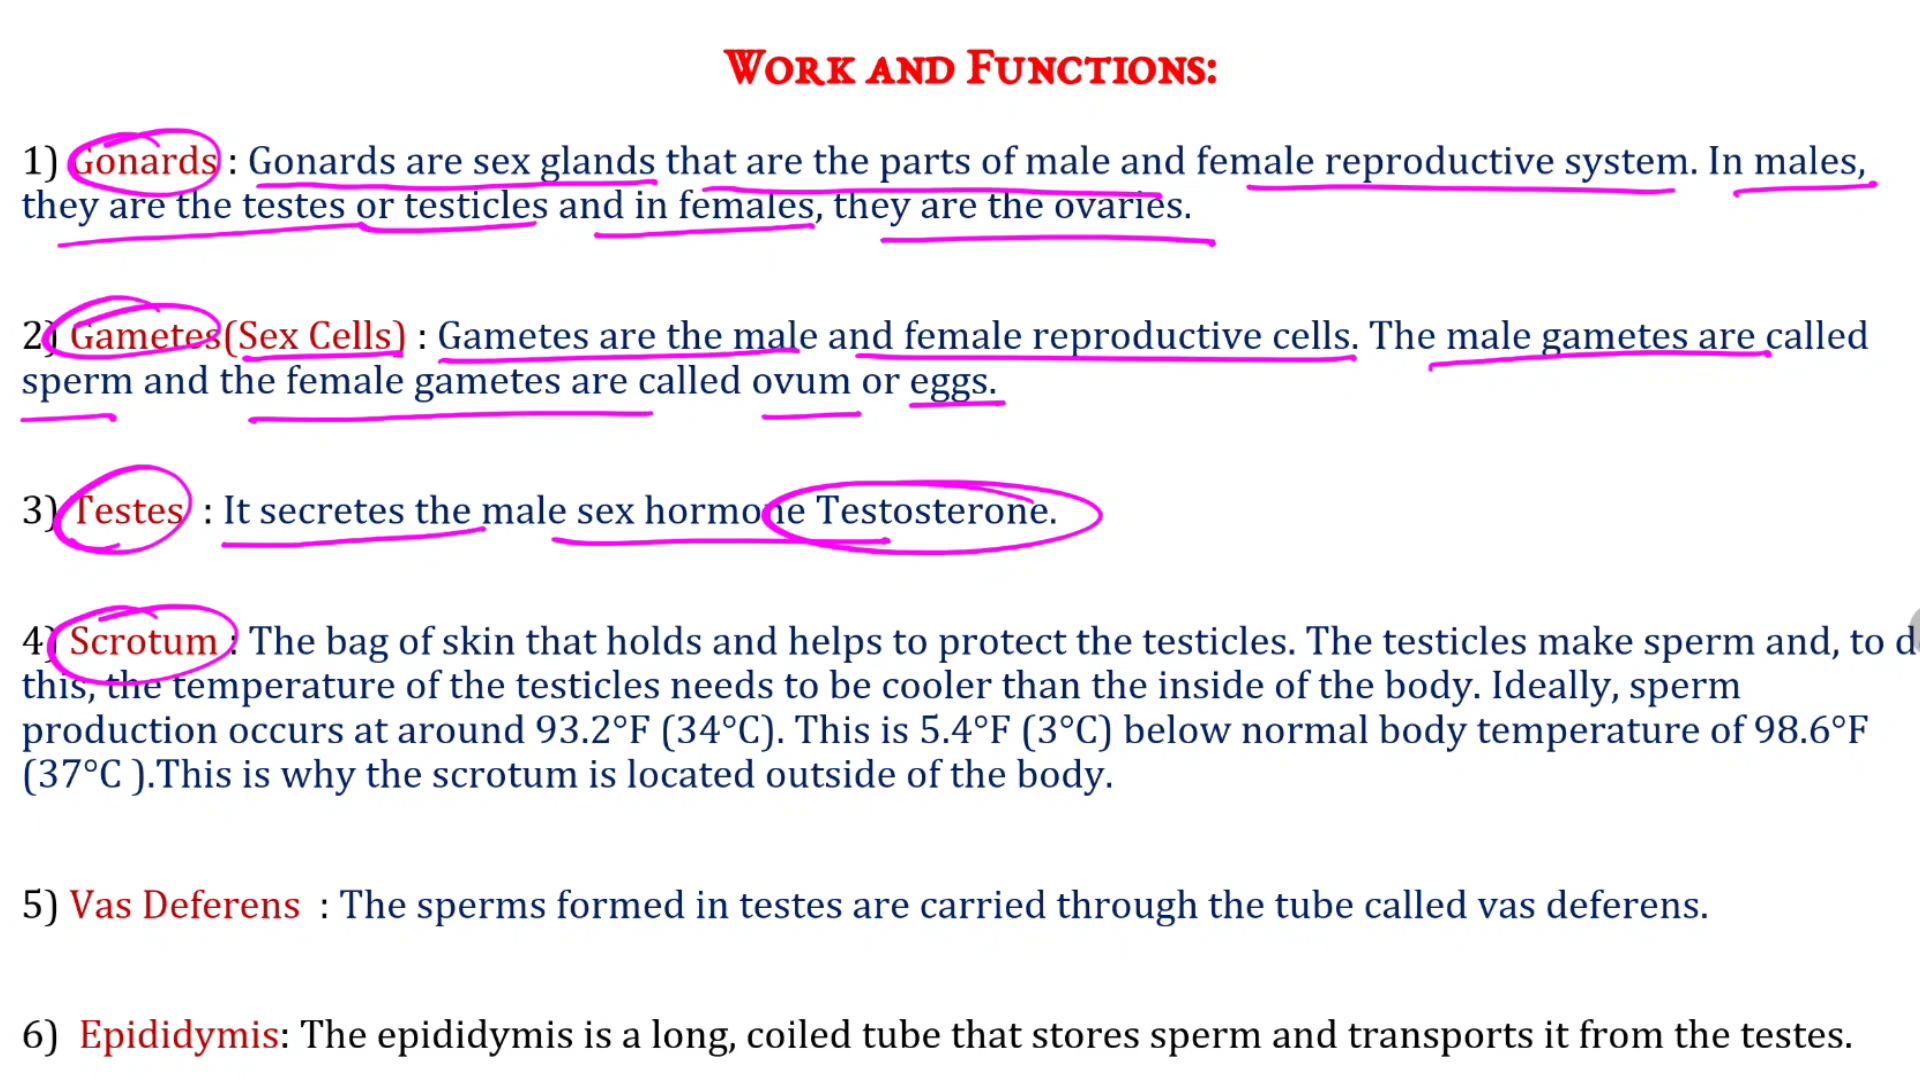 WORK AND FUNCTIONS:
1) Gonards : Gonards are sex glands that are the parts of male and female reproductive system. In males,
they are the testes or testicles and in females, they are the ovaries.
2) Gametes(Sex Cells) : Gametes are the male and female reproductive cells. The male gametes are called
sperm and the female gametes are called ovum or eggs.
3) Testes : It secretes the male sex hormone Testosterone.
4) Scrotum : The bag of skin that holds and helps to protect the testicles. The testicles make sperm and, to d
this, the temperature of the testicles needs to be cooler than the inside of the body. Ideally, sperm
production occurs at around 93.2°F (34°C). This is 5.4°F (3°C) below normal body temperature of 98.6°F
(37°C ).This is why the scrotum is located outside of the body.
5) Vas Deferens : The sperms formed in testes are carried through the tube called vas deferens.
6) Epididymis: The epididymis is a long, coiled tube that stores sperm and transports it from the testes.